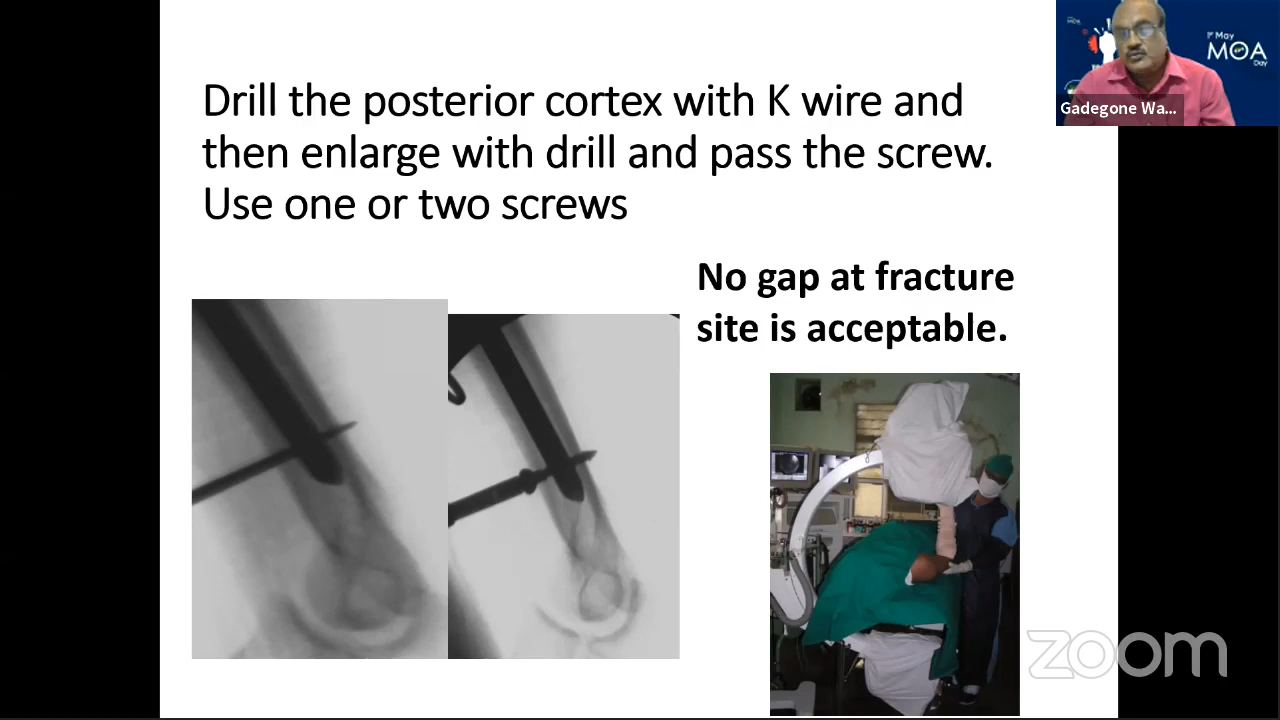 Drill the posterior cortex with K wire and
then enlarge with drill and pass the screw.
Use one or two screws
No gap at fracture
site is acceptable.
1st May
MOA
Day
Gadegone Wa...
zoom